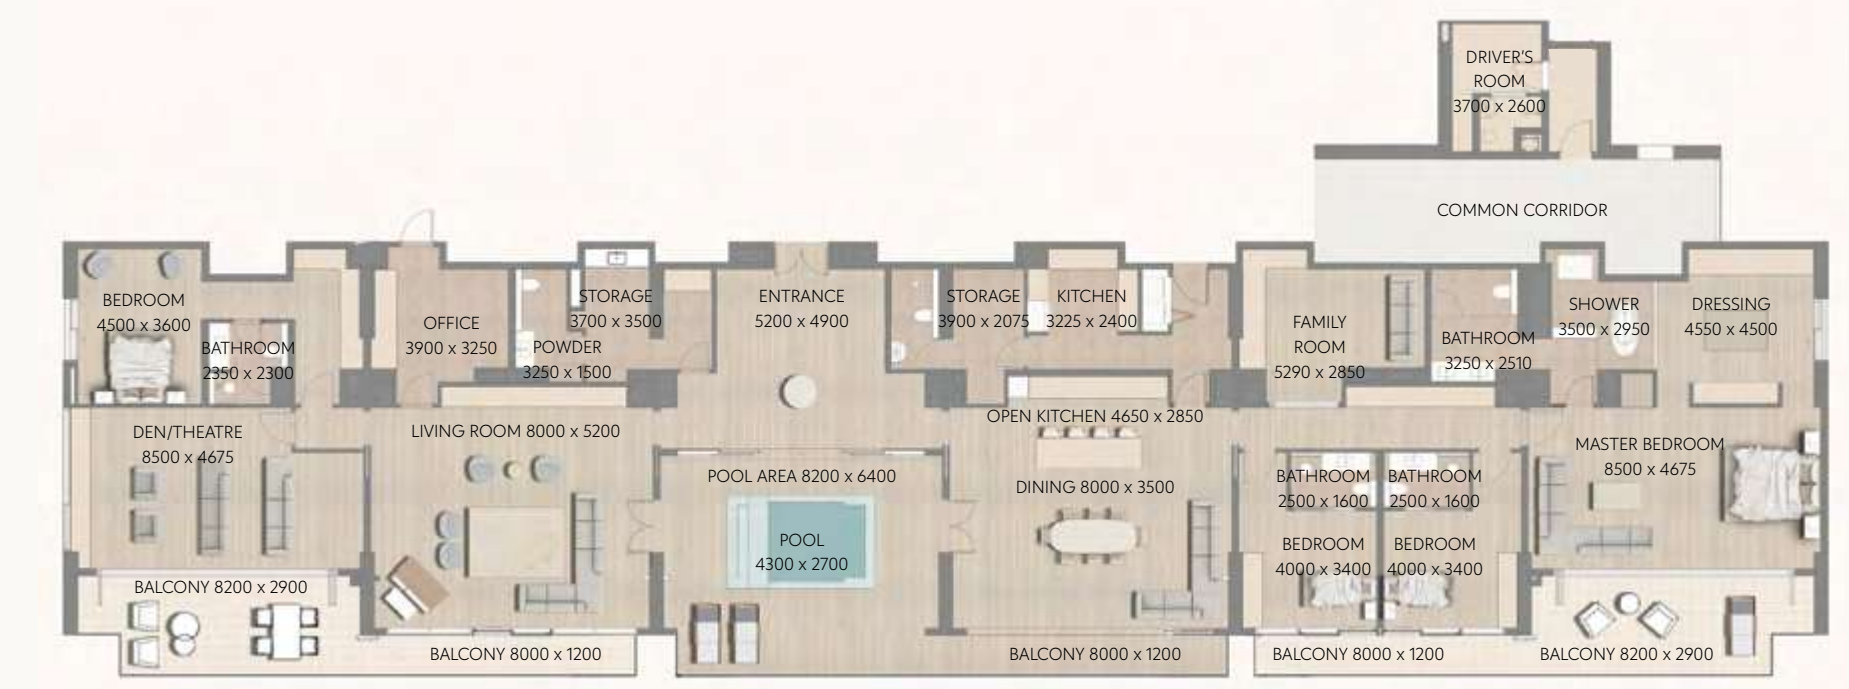 DRIVER'S
ROOM
3700 x 2600
COMMON CORRIDOR
BEDROOM
4500 x 3600
BATHROOM
2350 x 2300
OFFICE
3900 x 3250
STORAGE
3700 x 3500
POWDER
3250 x 1500
ENTRANCE
5200 x 4900
STORAGE
3900 x 2075
KITCHEN
3225 x 2400
FAMILY
ROOM
5290 x 2850
BATHROOM
3250 x 2510
SHOWER
3500 x 2950
DRESSING
4550 x 4500
DEN/THEATRE
8500 x 4675
LIVING ROOM 8000 x 5200
POOL AREA 8200 x 6400
POOL
4300 x 2700
OPEN KITCHEN 4650 x 2850
DINING 8000 x 3500
BATHROOM
2500 x 1600
BATHROOM
2500 x 1600
BEDROOM
4000 x 3400
BEDROOM
4000 x 3400
MASTER BEDROOM
8500 x 4675
BALCONY 8200 x 2900
BALCONY 8000 x 1200
BALCONY 8000 x 1200
BALCONY 8000 x 1200
BALCONY 8200 x 2900